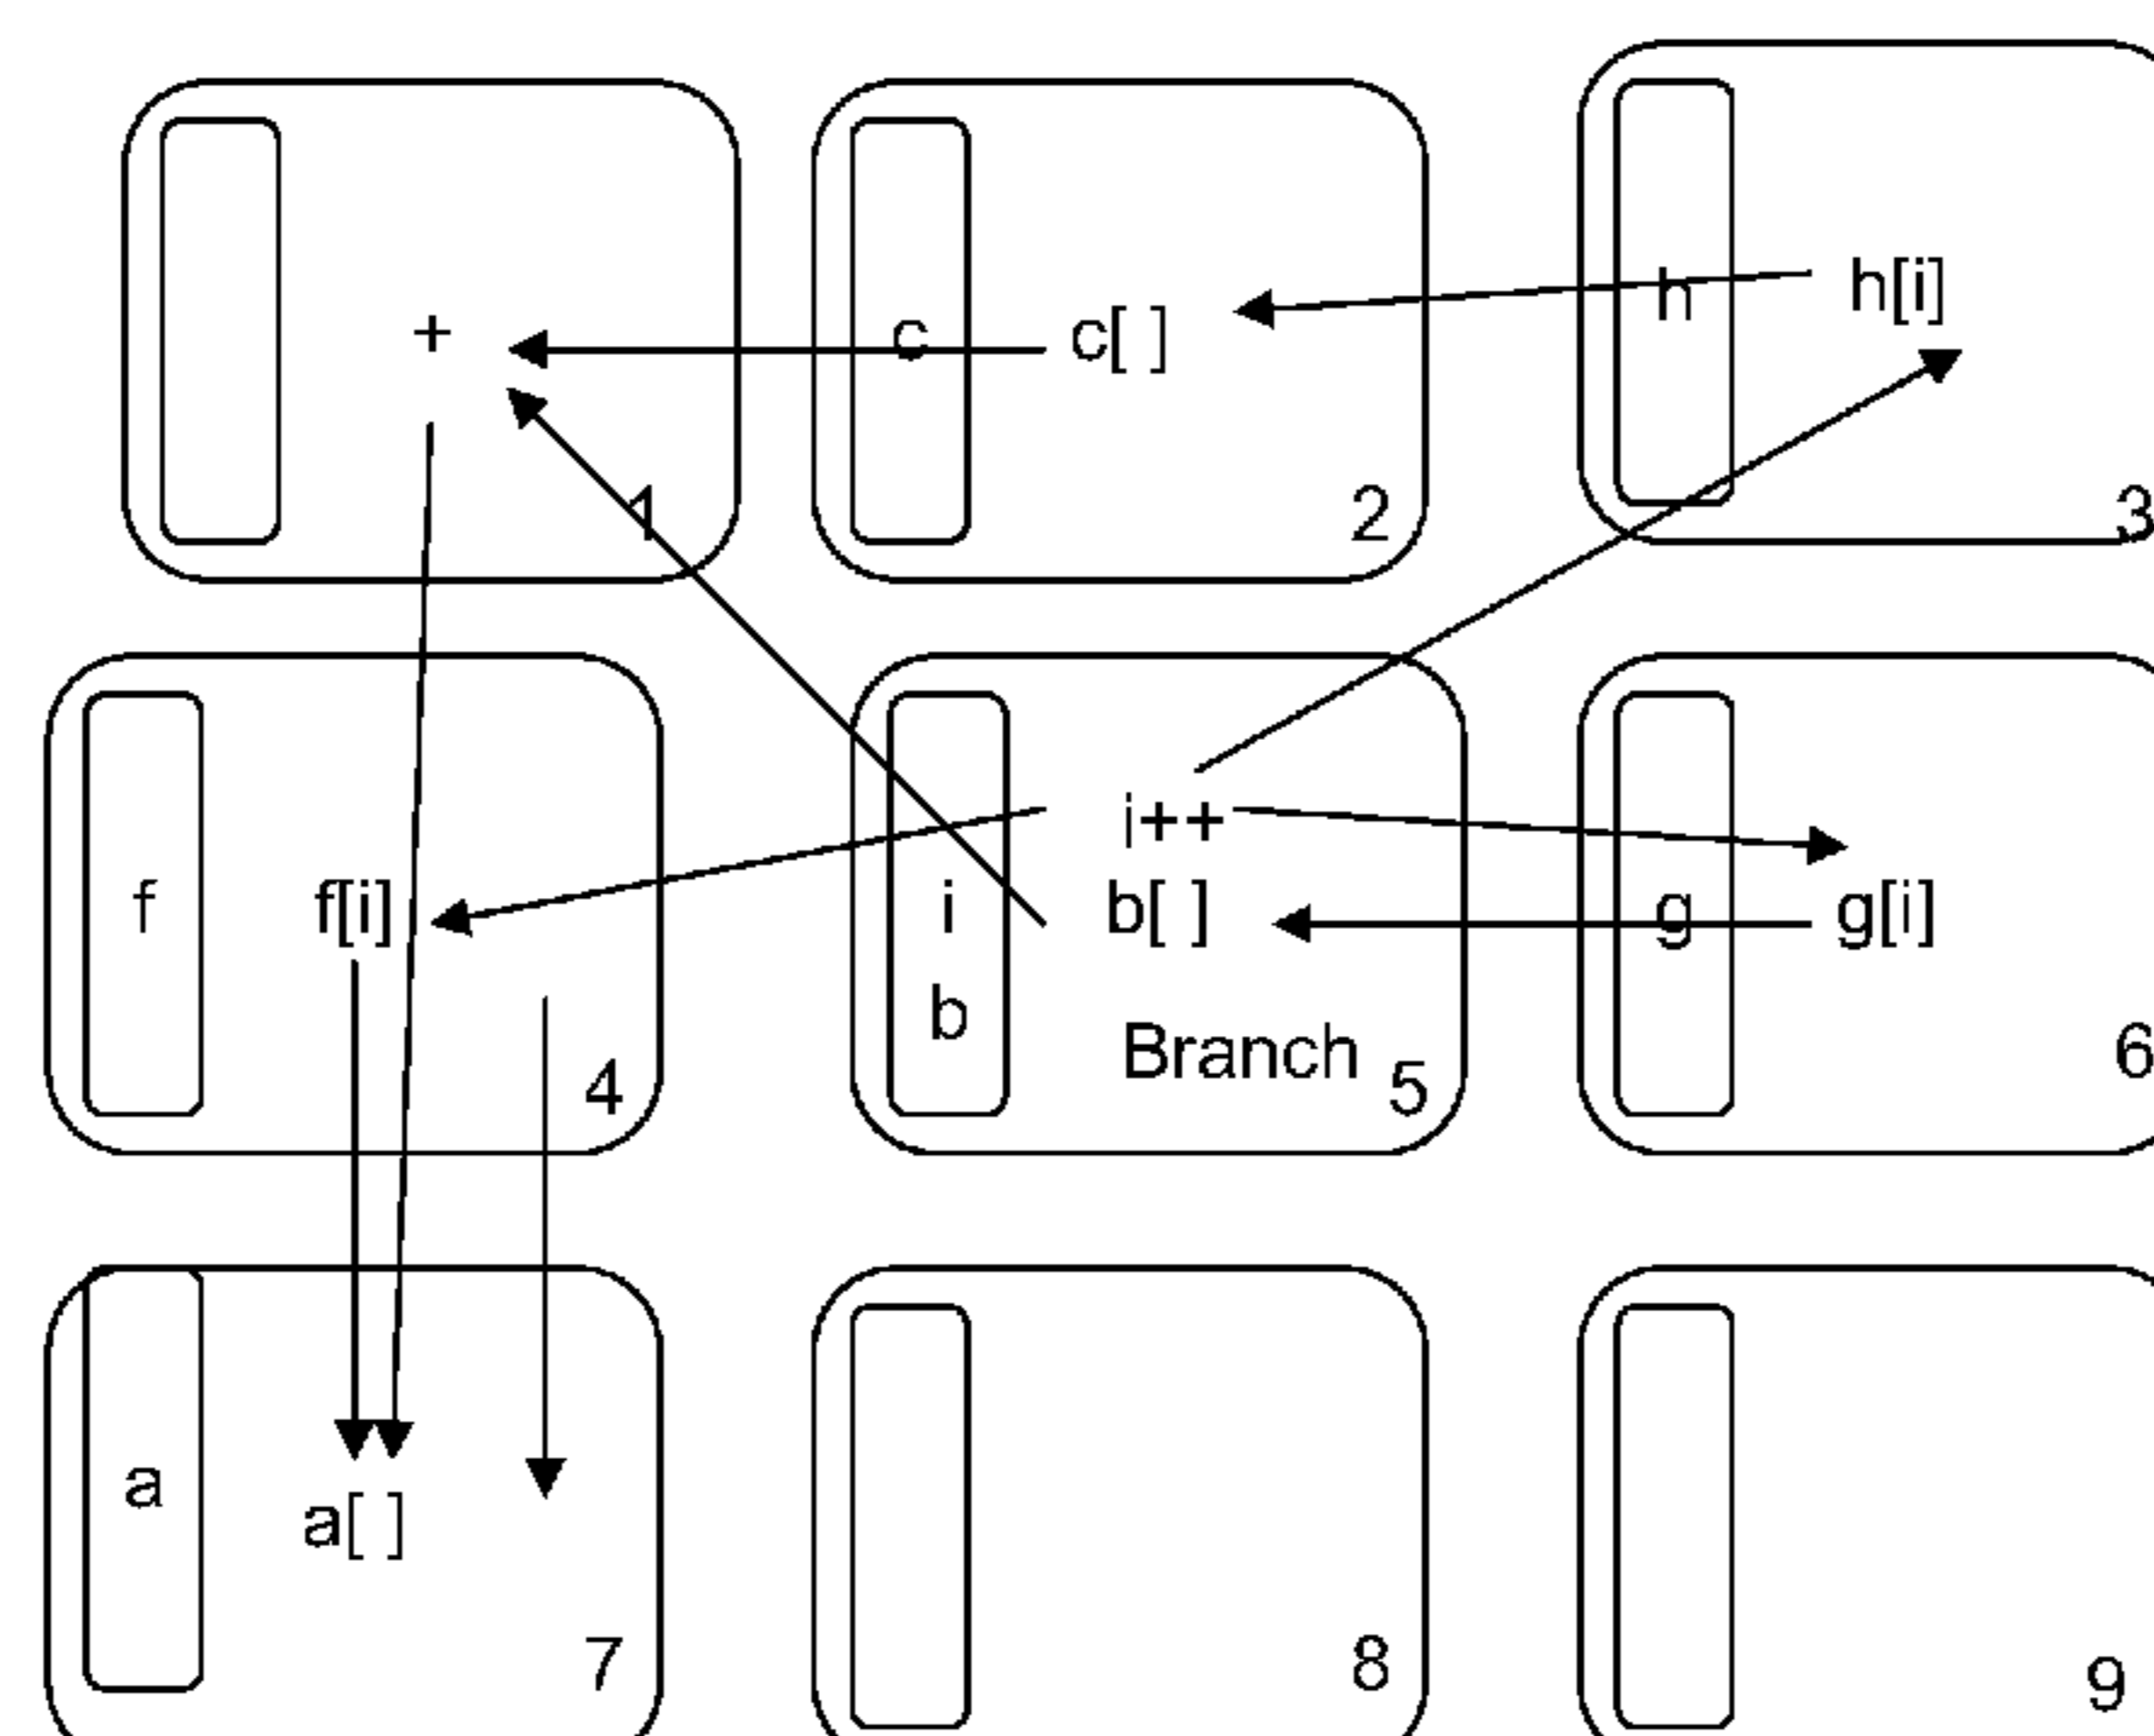 +
1
c
c[ ]
2
h
h[i]
3
f
f[i]
4
i
b
i++
b[ ]
Branch
5
g
g[i]
6
a
a[ ]
7
8
9